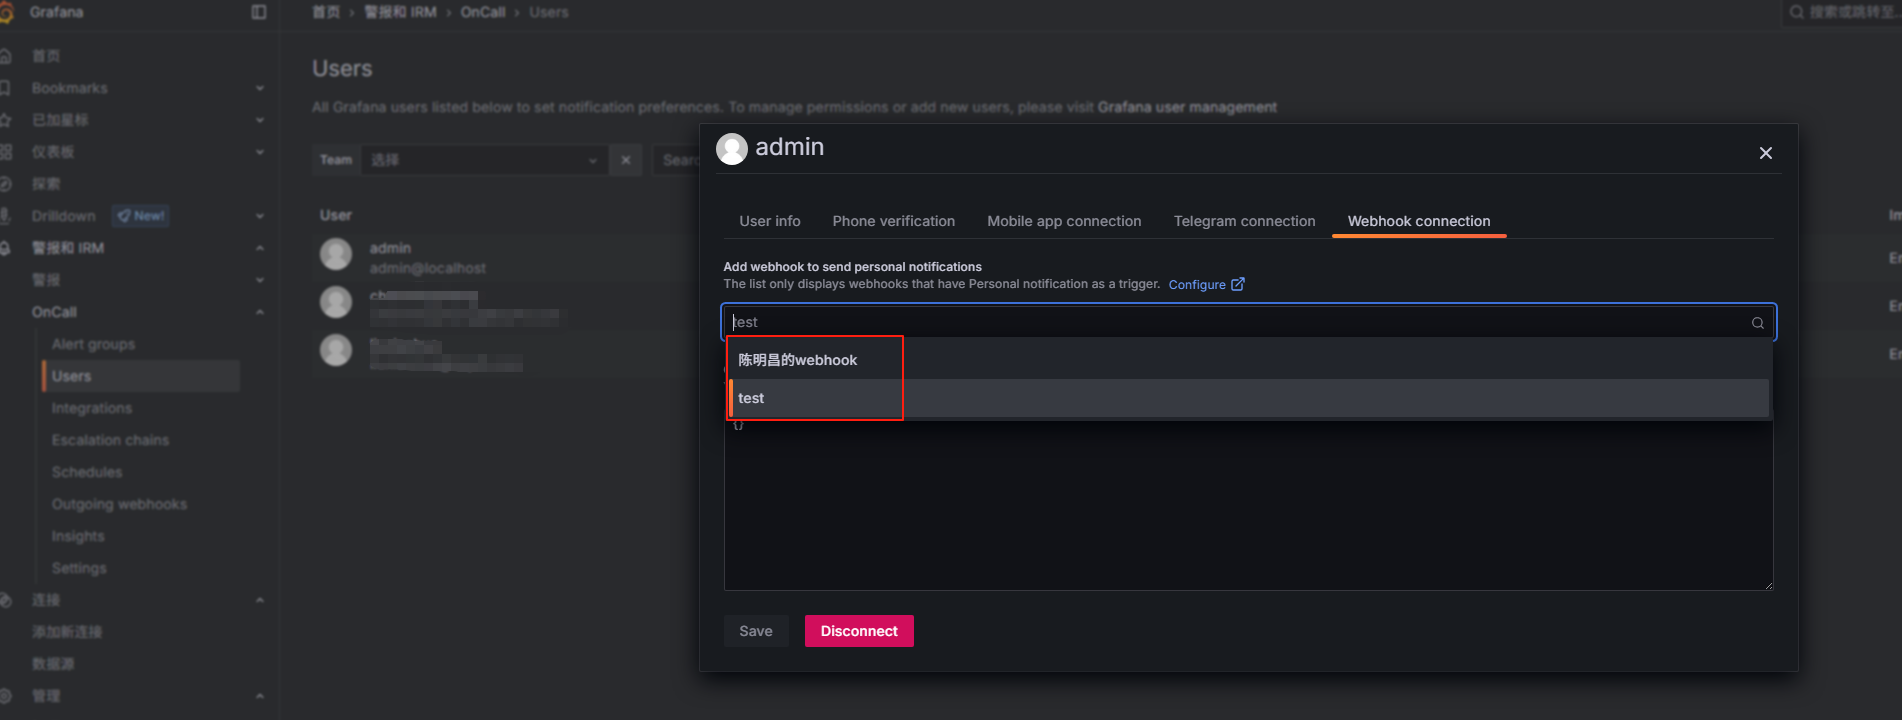 Grafana
首页 › 警报和 IRM › OnCall › Users
搜索或跳转至...
首页
Bookmarks
已加星标
仪表板
探索
Drilldown New!
警报和 IRM
警报
OnCall
Alert groups
Users
Integrations
Escalation chains
Schedules
Outgoing webhooks
Insights
Settings
连接
添加新连接
数据源
管理
Users
All Grafana users listed below to set notification preferences. To manage permissions or add new users, please visit Grafana user management
Team 选择
Searc
User
admin
admin@localhost
Im
En
En
En
admin
User info
Phone verification
Mobile app connection
Telegram connection
Webhook connection
Add webhook to send personal notifications
The list only displays webhooks that have Personal notification as a trigger. Configure
test
陈明昌的webhook
test
{}
Save
Disconnect